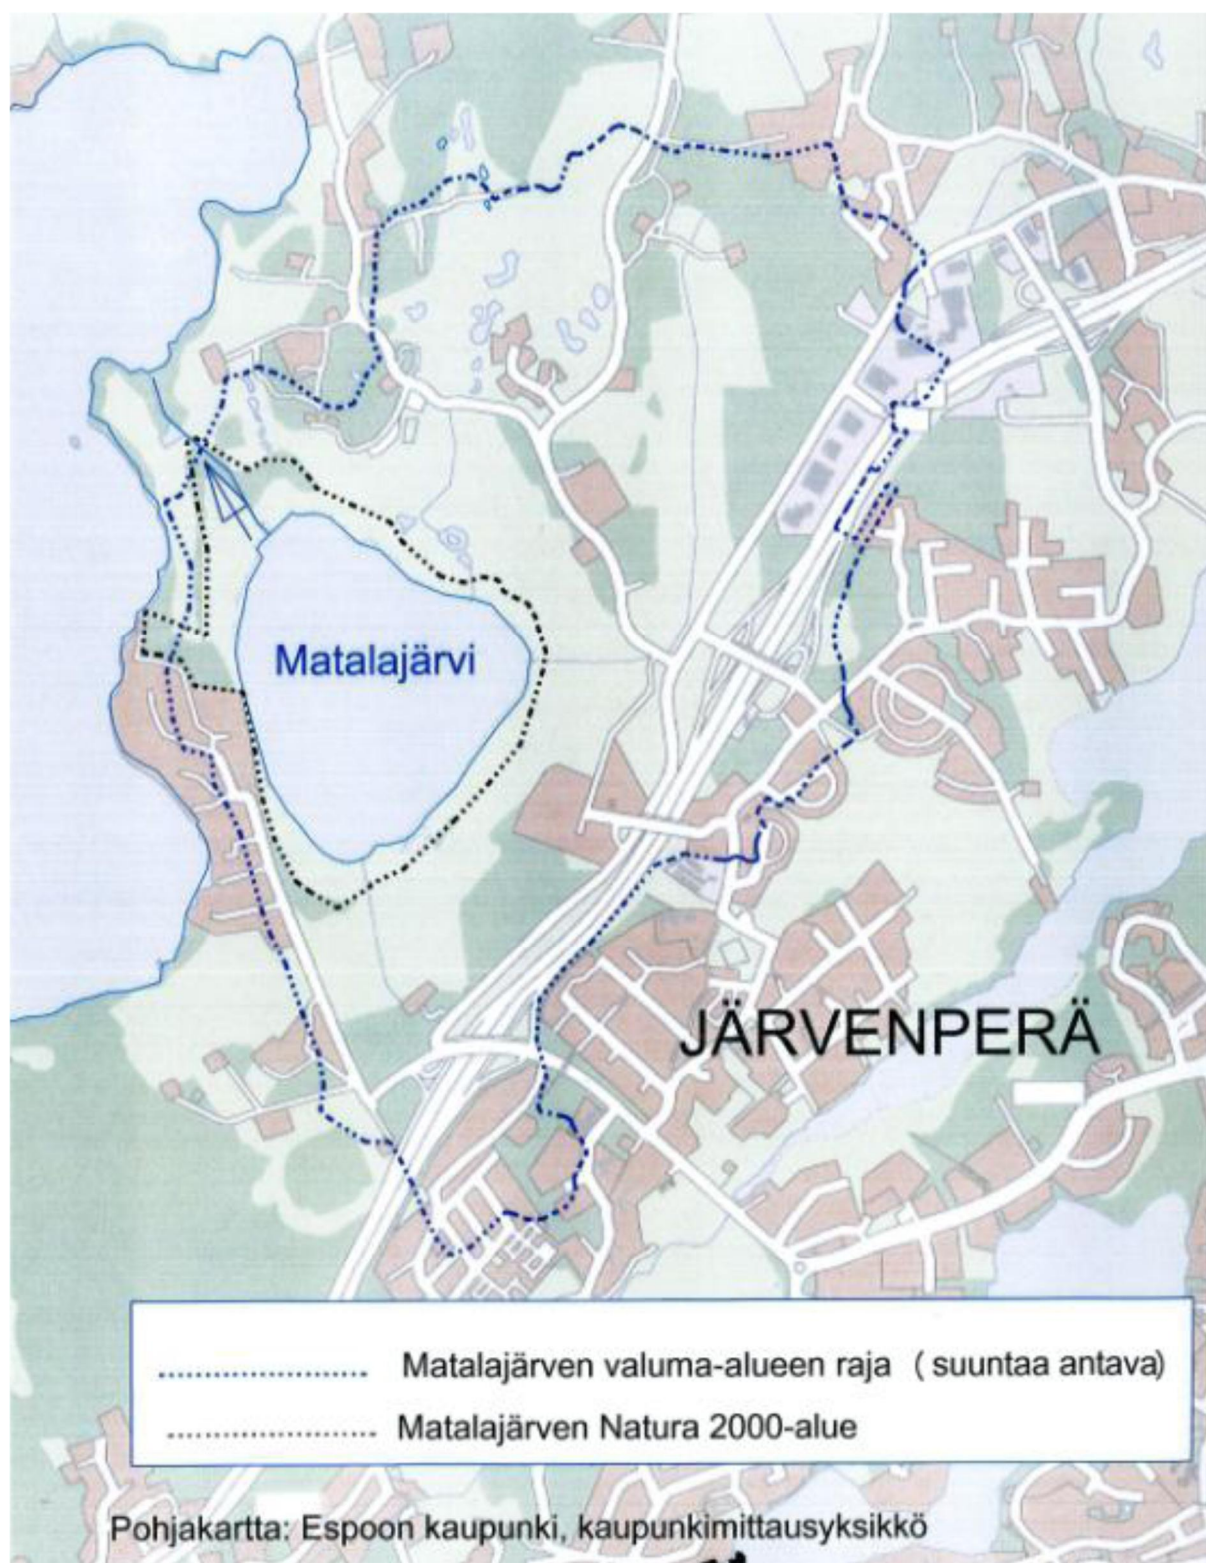 Matalajärvi
JÄRVENPERÄ
Matalajärven valuma-alueen raja ( suuntaa antava)
Matalajärven Natura 2000-alue
Pohjakartta: Espoon kaupunki, kaupunkimittausyksikkö